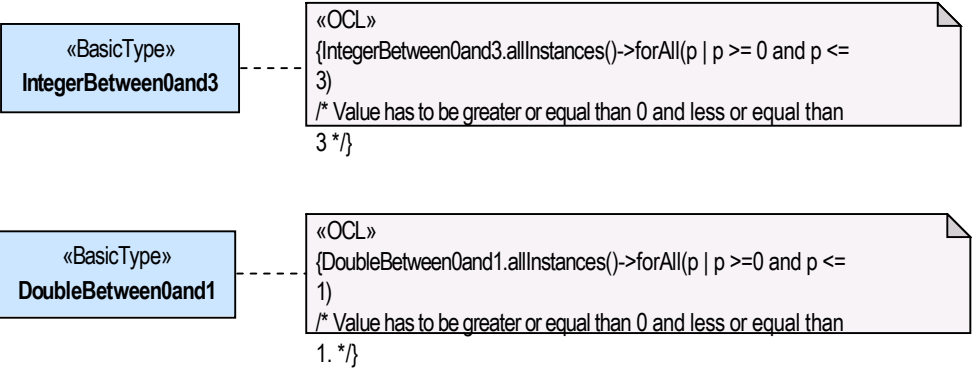 «BasicType»
IntegerBetween0and3
«OCL»
{IntegerBetween0and3.allInstances()->forAll(p | p >= 0 and p <=
3)
/* Value has to be greater or equal than 0 and less or equal than
3 */}
«BasicType»
DoubleBetween0and1
«OCL»
{DoubleBetween0and1.allInstances()->forAll(p | p >=0 and p <=
1)
/* Value has to be greater or equal than 0 and less or equal than
1. */}